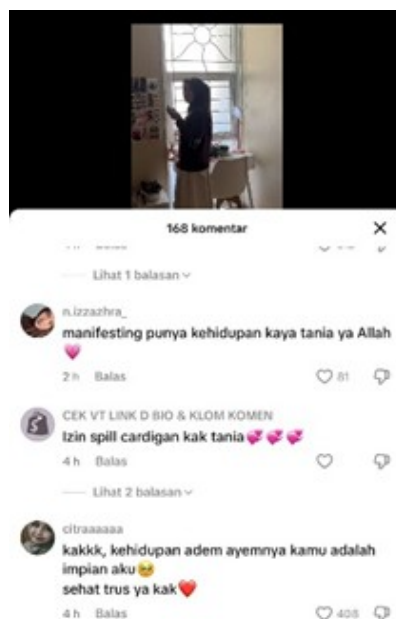 168 komentar
Lihat 1 balasan
n.izzazhra_
manifesting punya kehidupan kaya tania ya Allah
💗
2 h Balas 81
CEK VT LINK D BIO & KLOM KOMEN
Izin spill cardigan kak tania💞💞💞
4 h Balas
Lihat 2 balasan
citraaaaaa
kakkk, kehidupan adem ayemnya kamu adalah
impian aku🥹
sehat trus ya kak❤️
4 h Balas 408